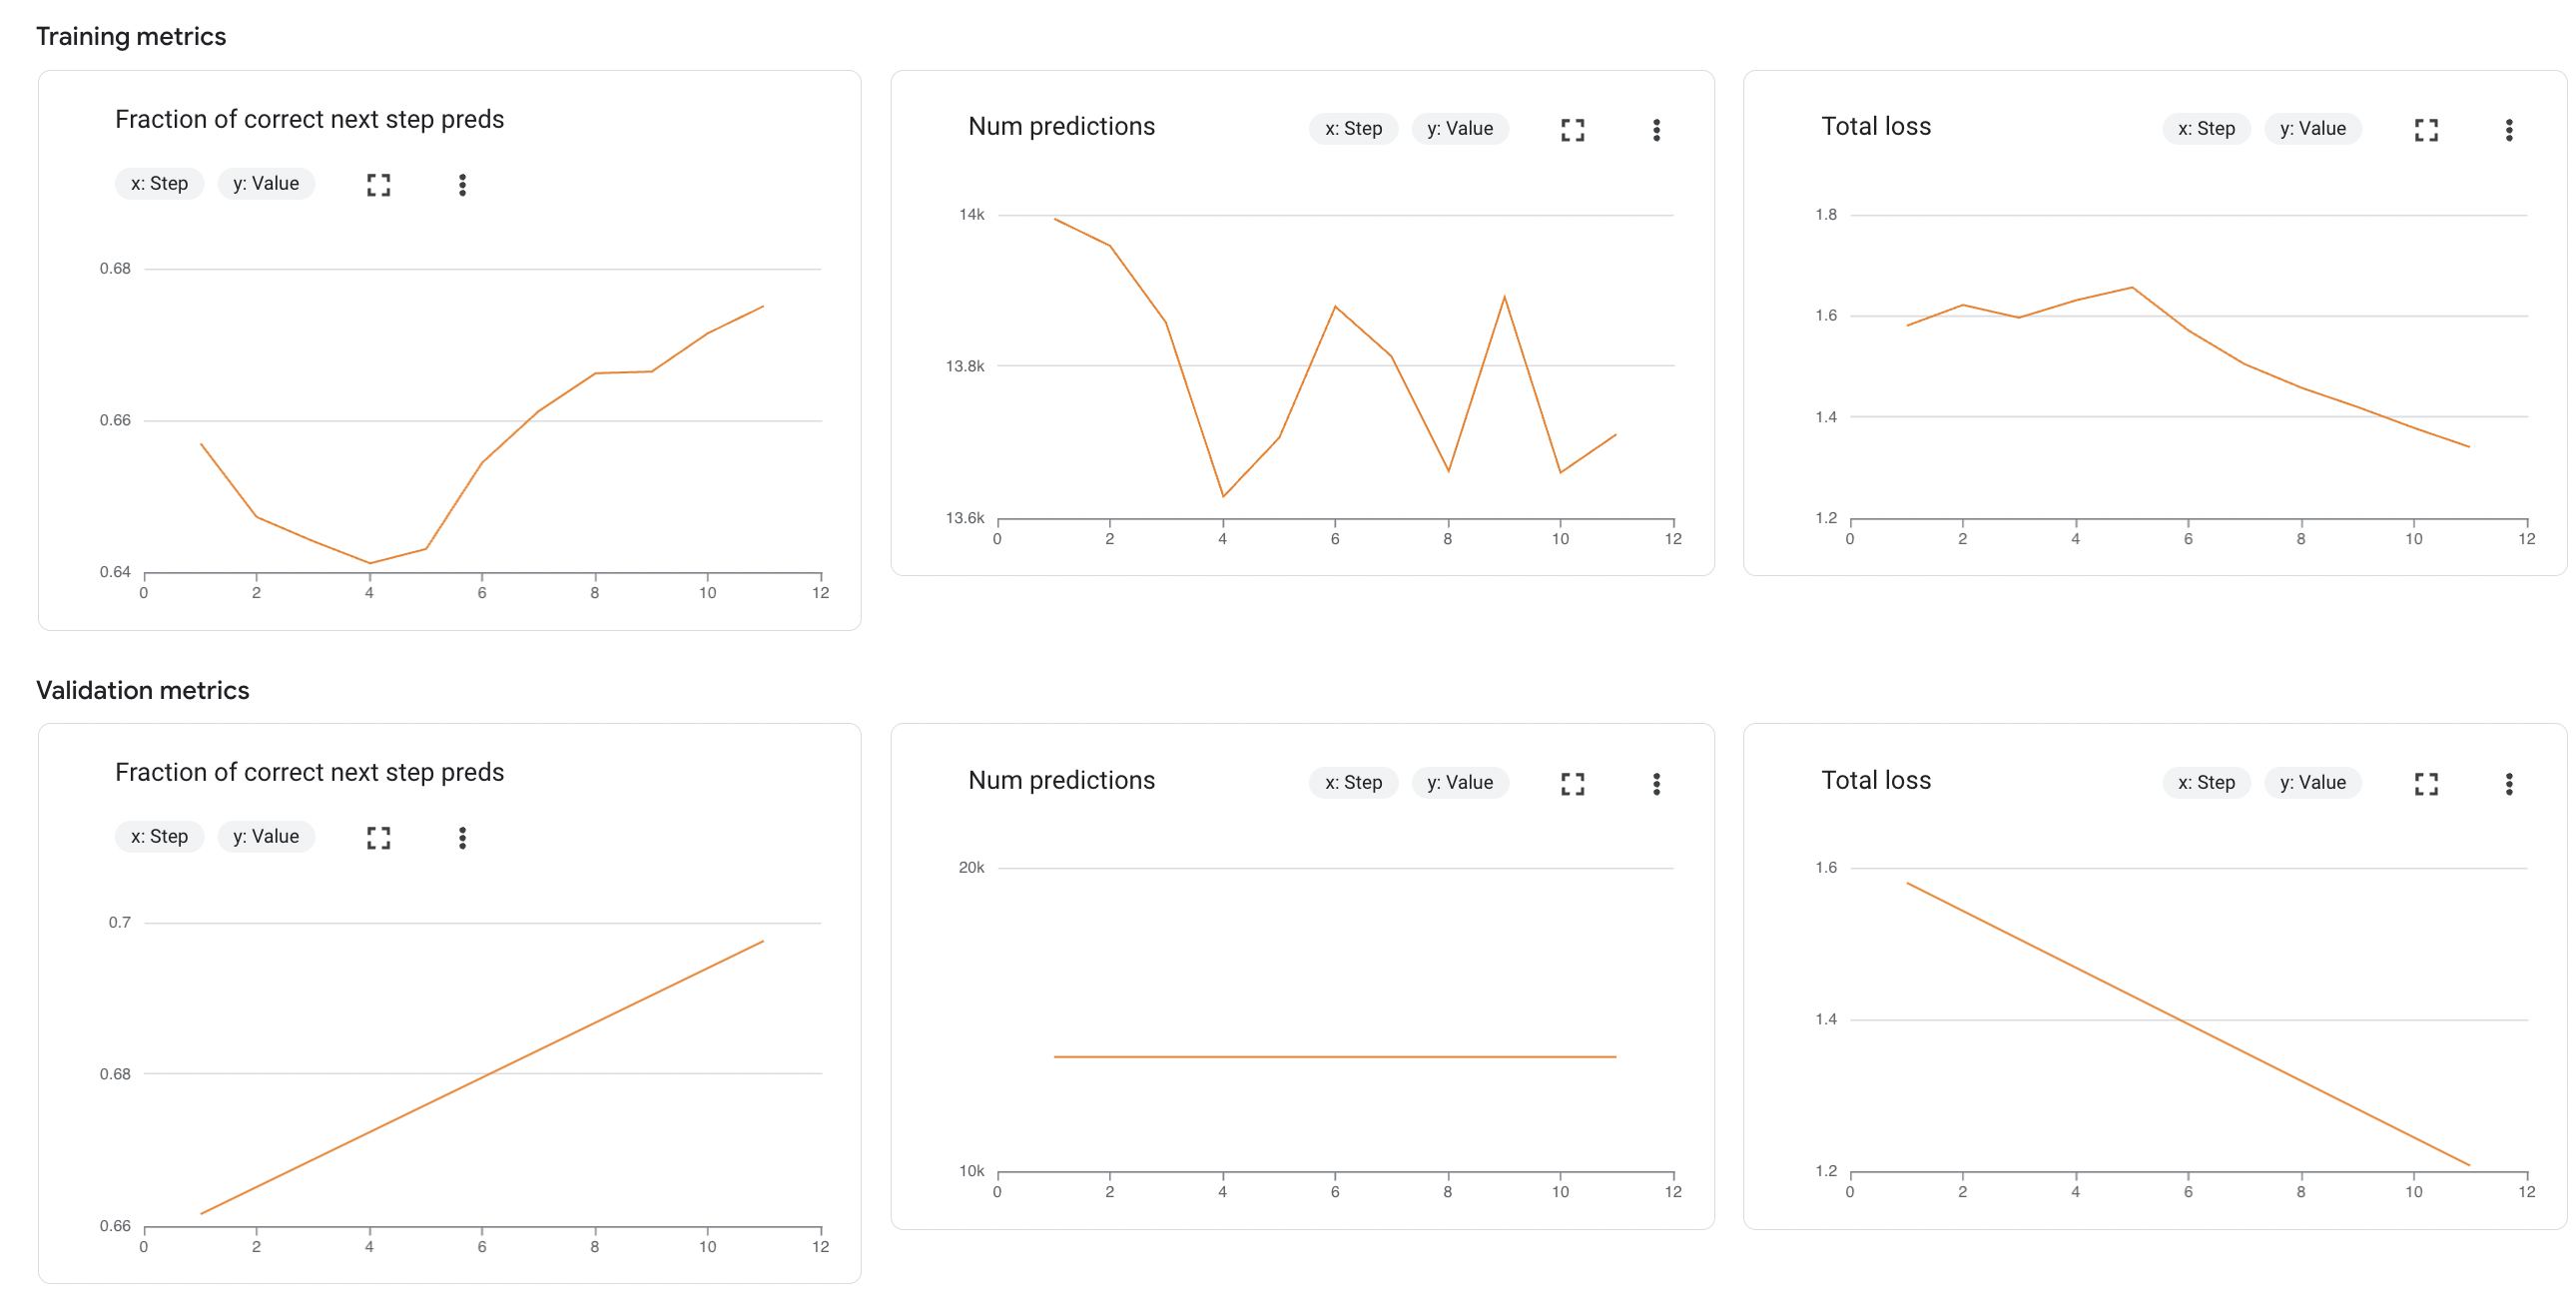 Training metrics
Fraction of correct next step preds
x: Step y: Value
0.68
0.66
0.64
0 2 4 6 8 10 12
Num predictions x: Step y: Value
14k
13.8k
13.6k
0 2 4 6 8 10 12
Total loss x: Step y: Value
1.8
1.6
1.4
1.2
0 2 4 6 8 10 12
Validation metrics
Fraction of correct next step preds
x: Step y: Value
0.7
0.68
0.66
0 2 4 6 8 10 12
Num predictions x: Step y: Value
20k
10k
0 2 4 6 8 10 12
Total loss x: Step y: Value
1.6
1.4
1.2
0 2 4 6 8 10 12